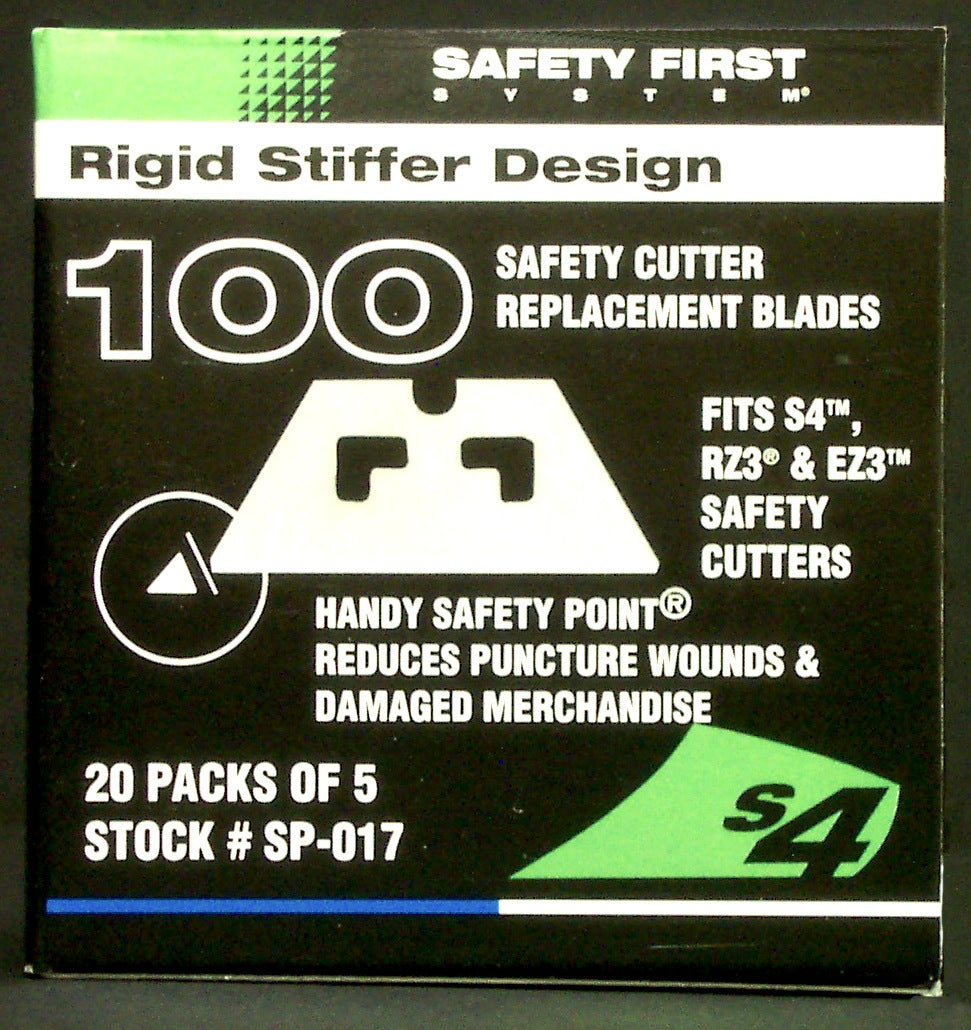 SAFETY FIRST
SYSTEM®
Rigid Stiffer Design
100
SAFETY CUTTER
REPLACEMENT BLADES
FITS S4™,
RZ3® & EZ3™
SAFETY
CUTTERS
HANDY SAFETY POINT®
REDUCES PUNCTURE WOUNDS &
DAMAGED MERCHANDISE
20 PACKS OF 5
STOCK # SP-017
S4